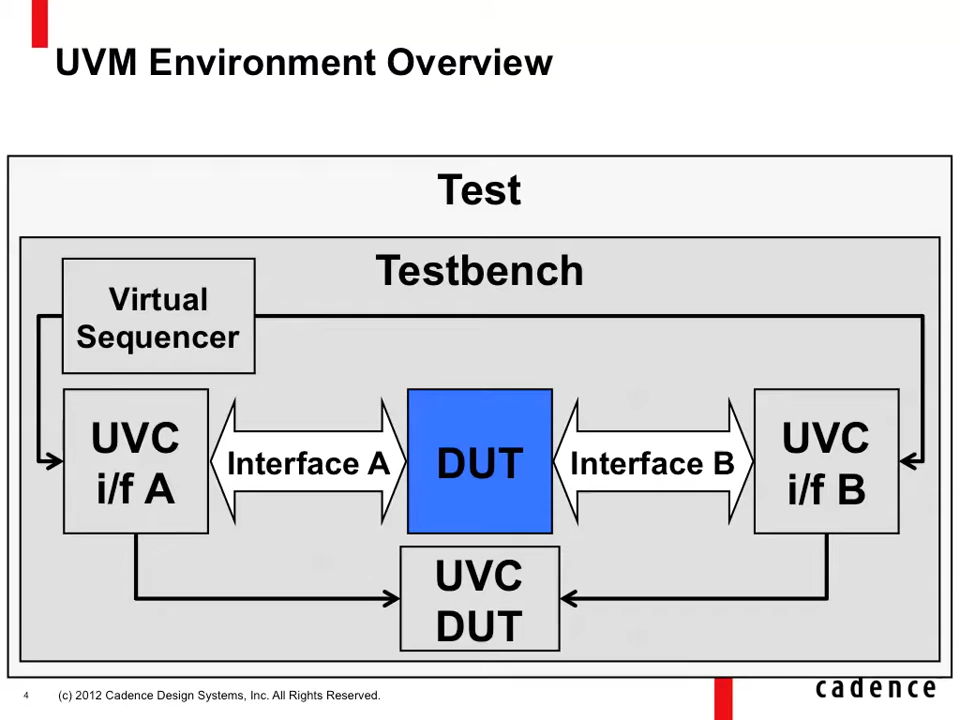 UVM Environment Overview
Test
Testbench
Virtual
Sequencer
UVC
i/f A
Interface A
DUT
Interface B
UVC
i/f B
UVC
DUT
4 (c) 2012 Cadence Design Systems, Inc. All Rights Reserved.
cadence